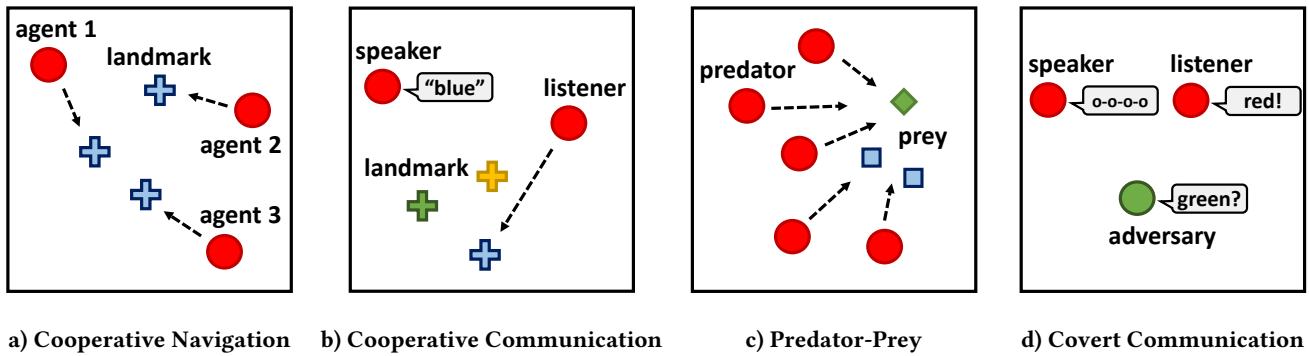 agent 1
landmark
agent 2
agent 3
speaker
"blue"
listener
landmark
predator
prey
speaker
o-o-o-o
listener
red!
green?
adversary
a) Cooperative Navigation
b) Cooperative Communication
c) Predator-Prey
d) Covert Communication